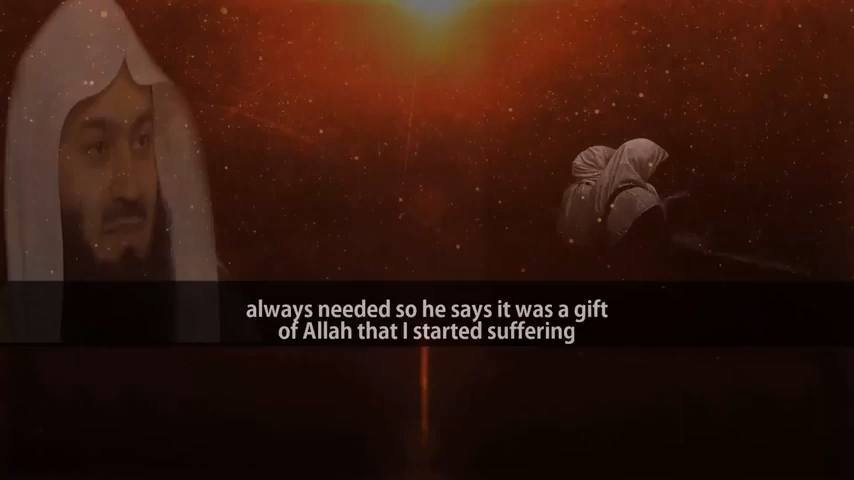 always needed so he says it was a gift
of Allah that I started suffering